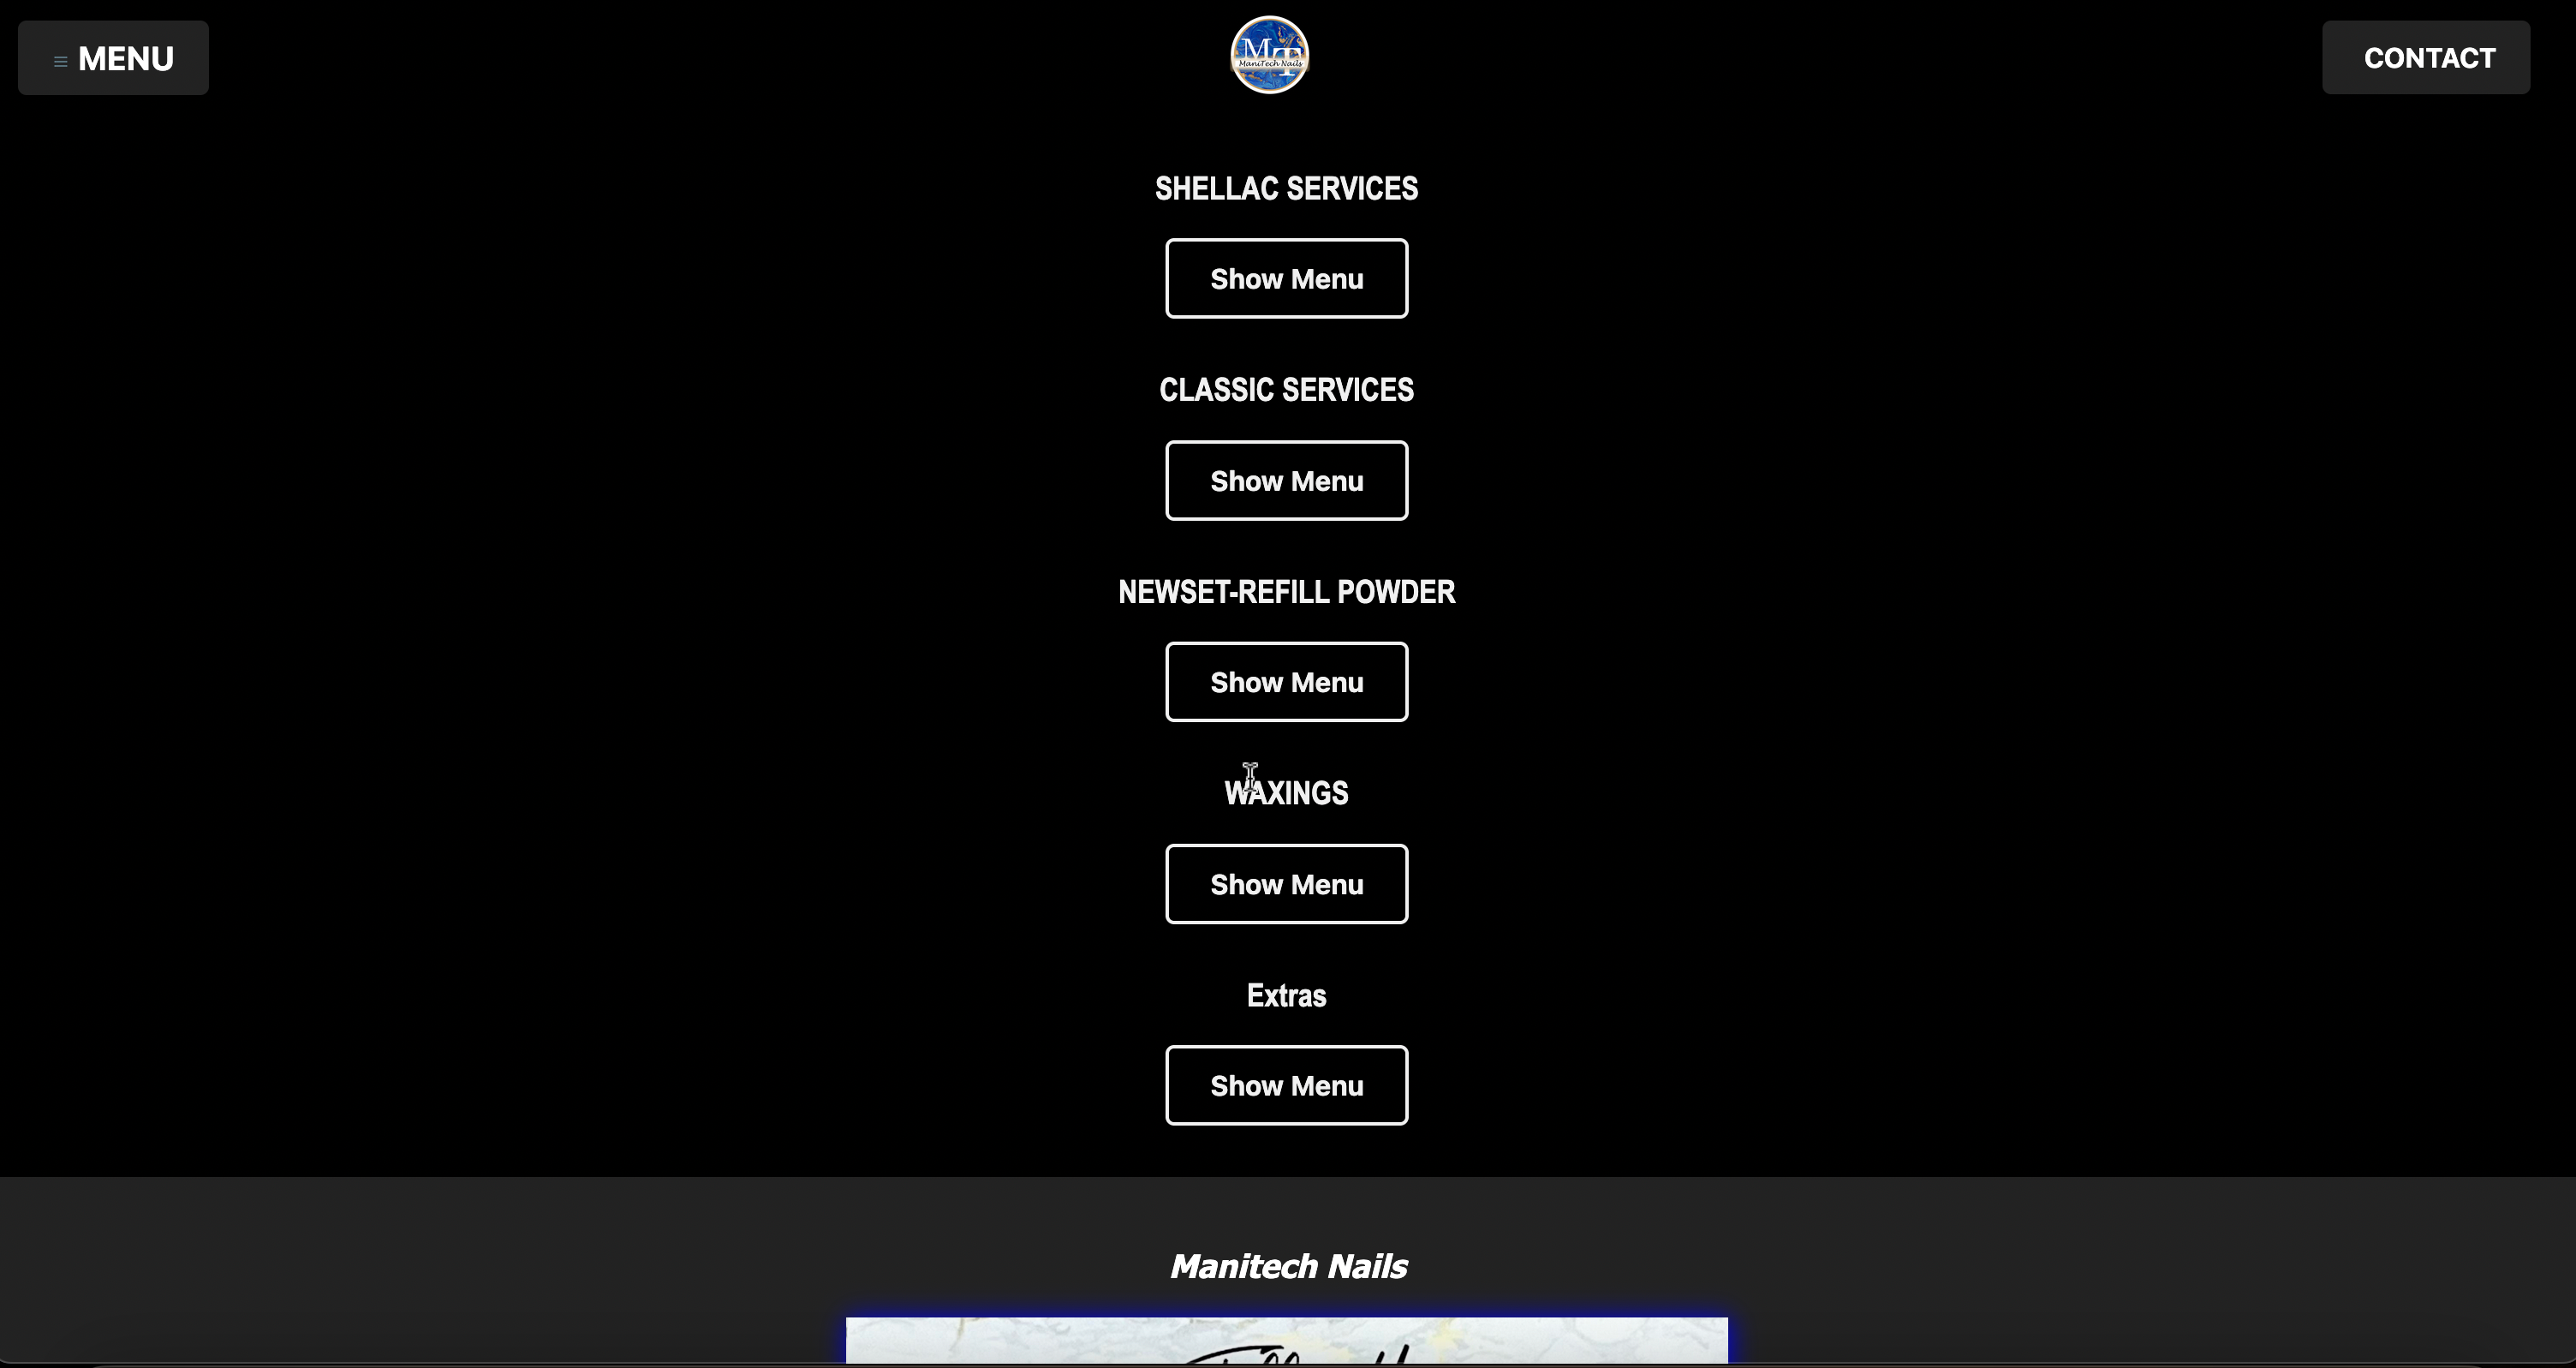 ≡ MENU
MT
ManiTech Nails
CONTACT
SHELLAC SERVICES
Show Menu
CLASSIC SERVICES
Show Menu
NEWSET-REFILL POWDER
Show Menu
WAXINGS
Show Menu
Extras
Show Menu
Manitech Nails